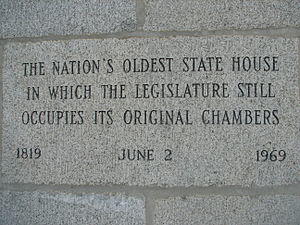 THE NATION'S OLDEST STATE HOUSE
IN WHICH THE LEGISLATURE STILL
OCCUPIES ITS ORIGINAL CHAMBERS
1819 JUNE 2 1969